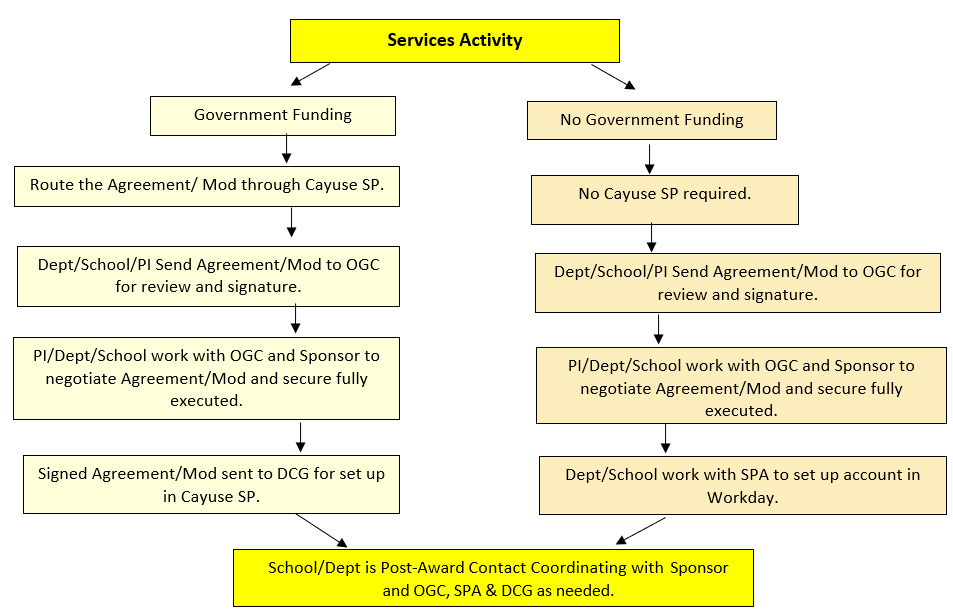 Services Activity
Government Funding
Route the Agreement/ Mod through Cayuse SP.
Dept/School/PI Send Agreement/Mod to OGC
for review and signature.
PI/Dept/School work with OGC and Sponsor to
negotiate Agreement/Mod and secure fully
executed.
Signed Agreement/Mod sent to DCG for set up
in Cayuse SP.
No Government Funding
No Cayuse SP required.
Dept/School/PI Send Agreement/Mod to OGC for
review and signature.
PI/Dept/School work with OGC and Sponsor to
negotiate Agreement/Mod and secure fully
executed.
Dept/School work with SPA to set up account in
Workday.
School/Dept is Post-Award Contact Coordinating with Sponsor
and OGC, SPA & DCG as needed.